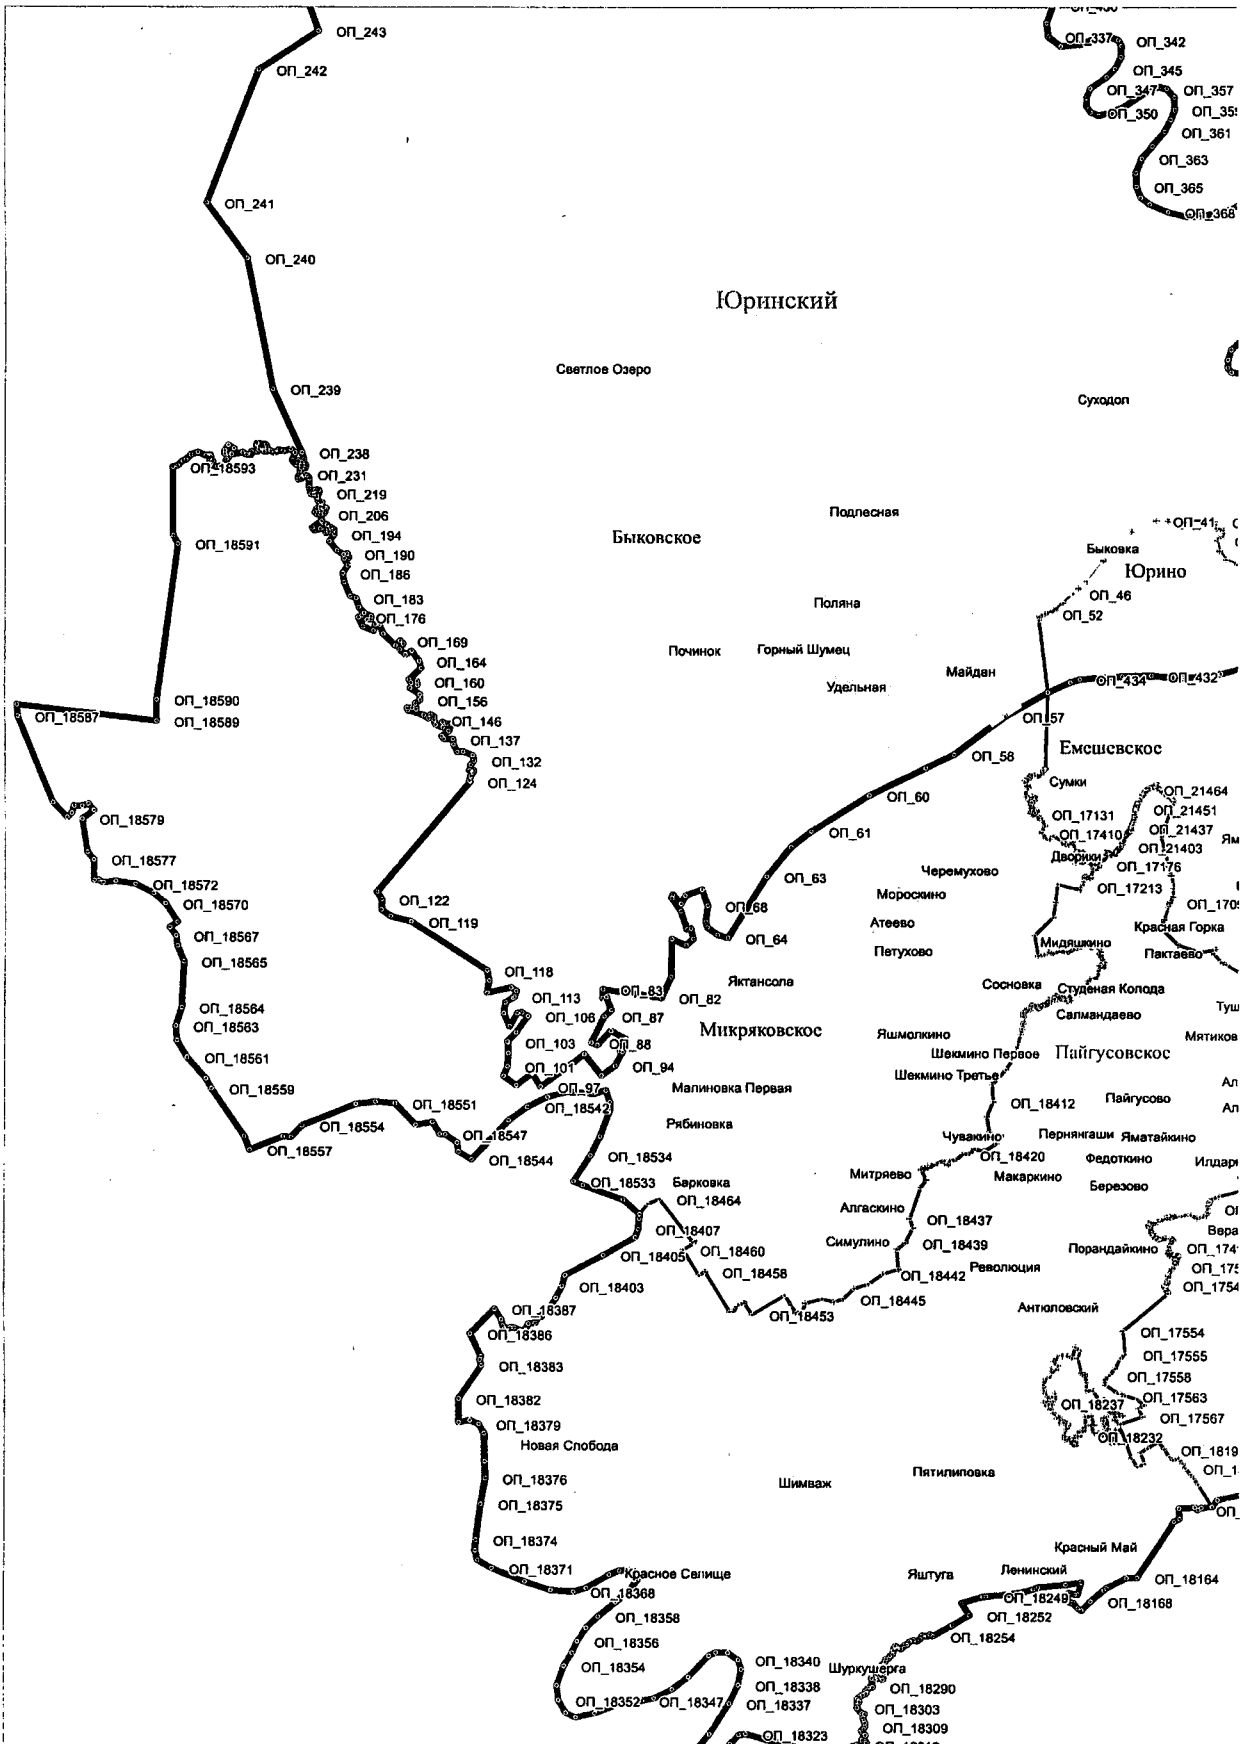 ОП_243
ОП_337
ОП_342
ОП_242
ОП_345
ОП_347
ОП_357
ОП_350
ОП_361
ОП_363
ОП_365
ОП_241
ОП_368
ОП_240
Юринский
Светлое Озеро
ОП_239
Суходол
ОП_238
ОП_18593
ОП_231
ОП_219
ОП_206
Подлесная
ОП_41
ОП_194
Быковское
ОП_18591
ОП_190
Быковка
ОП_186
Юрино
ОП_183
Поляна
ОП_46
ОП_176
ОП_52
ОП_169
Починок
Горный Шумец
ОП_164
Майдан
ОП_160
Удельная
ОП_434
ОП_432
ОП_18590
ОП_156
ОП_18587
ОП_18589
ОП_146
ОП_57
ОП_137
Емешевское
ОП_132
ОП_58
ОП_124
Сумки
ОП_21464
ОП_60
ОП_21451
ОП_18579
ОП_17131
ОП_61
ОП_17410
ОП_21437
ОП_21403
ОП_18577
Дворики
ОП_17176
Черемухово
ОП_63
ОП_18572
ОП_17213
ОП_122
Мороскино
ОП_18570
ОП_68
ОП_119
Атеево
Красная Горка
ОП_18567
ОП_64
Мидяшкино
Петухово
Пактаево
ОП_18565
ОП_118
Яктансола
Сосновка
Студеная Колода
ОП_83
ОП_113
ОП_82
ОП_18564
Салмандаево
ОП_106
ОП_87
ОП_18563
Микряковское
Яшмолкино
ОП_103
ОП_88
Шекмино Первое
Пайгусовское
ОП_18561
ОП_101
ОП_94
Шекмино Третье
ОП_18559
ОП_97
Малиновка Первая
Пайгусово
ОП_18551
ОП_18542
ОП_18412
ОП_18554
Рябиновка
ОП_18547
Чувакино
Пернянгаши
Яматайкино
ОП_18557
ОП_18544
ОП_18534
ОП_18420
Федоткино
Митряево
Макаркино
ОП_18533
Барковка
Березово
ОП_18464
Алгаскино
ОП_18437
ОП_18407
Симулино
ОП_18439
Порандайкино
ОП_18405
ОП_18460
ОП_18458
ОП_18442
Революция
ОП_18403
ОП_18445
ОП_18387
ОП_18453
Антюловский
ОП_18386
ОП_17554
ОП_18383
ОП_17555
ОП_17558
ОП_18382
ОП_17563
ОП_18237
ОП_18379
ОП_17567
Новая Слобода
ОП_18232
ОП_18376
Шимваж
Пятилиповка
ОП_18375
ОП_18374
Красный Май
ОП_18371
Красное Селище
Яштуга
Ленинский
ОП_18164
ОП_18368
ОП_18249
ОП_18168
ОП_18358
ОП_18252
ОП_18356
ОП_18254
ОП_18354
ОП_18340
Шуркушерга
ОП_18338
ОП_18290
ОП_18352
ОП_18347
ОП_18337
ОП_18303
ОП_18309
ОП_18323